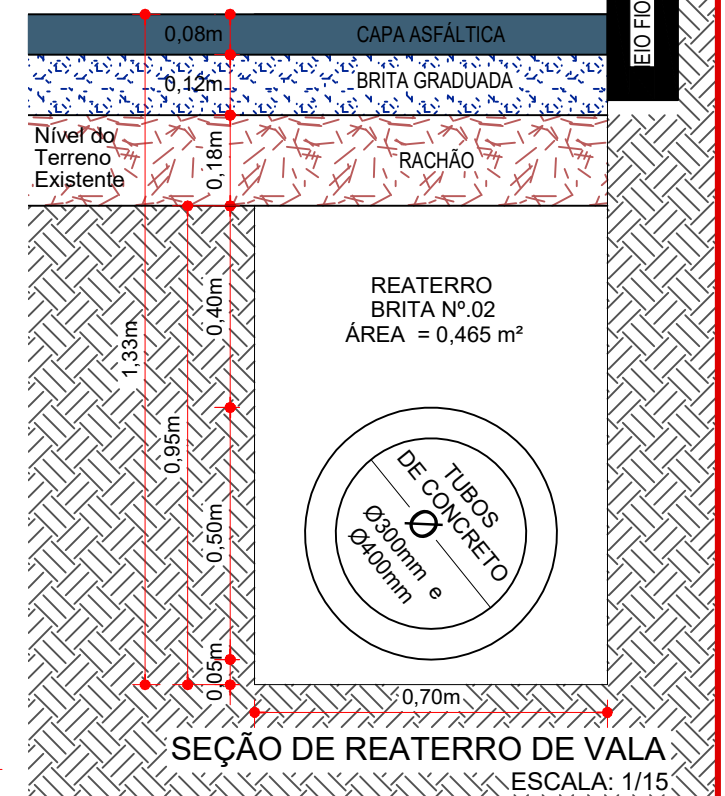 0,08m
CAPA ASFÁLTICA
EIO FIO
0,12m
BRITA GRADUADA
Nível do
Terreno
Existente
0,18m
RACHÃO
REATERRO
BRITA Nº.02
ÁREA = 0,465 m²
0,40m
1,33m
0,95m
0,50m
0,05m
TUBOS
DE CONCRETO
Ø
Ø300mm e
Ø400mm
0,70m
SEÇÃO DE REATERRO DE VALA
ESCALA: 1/15